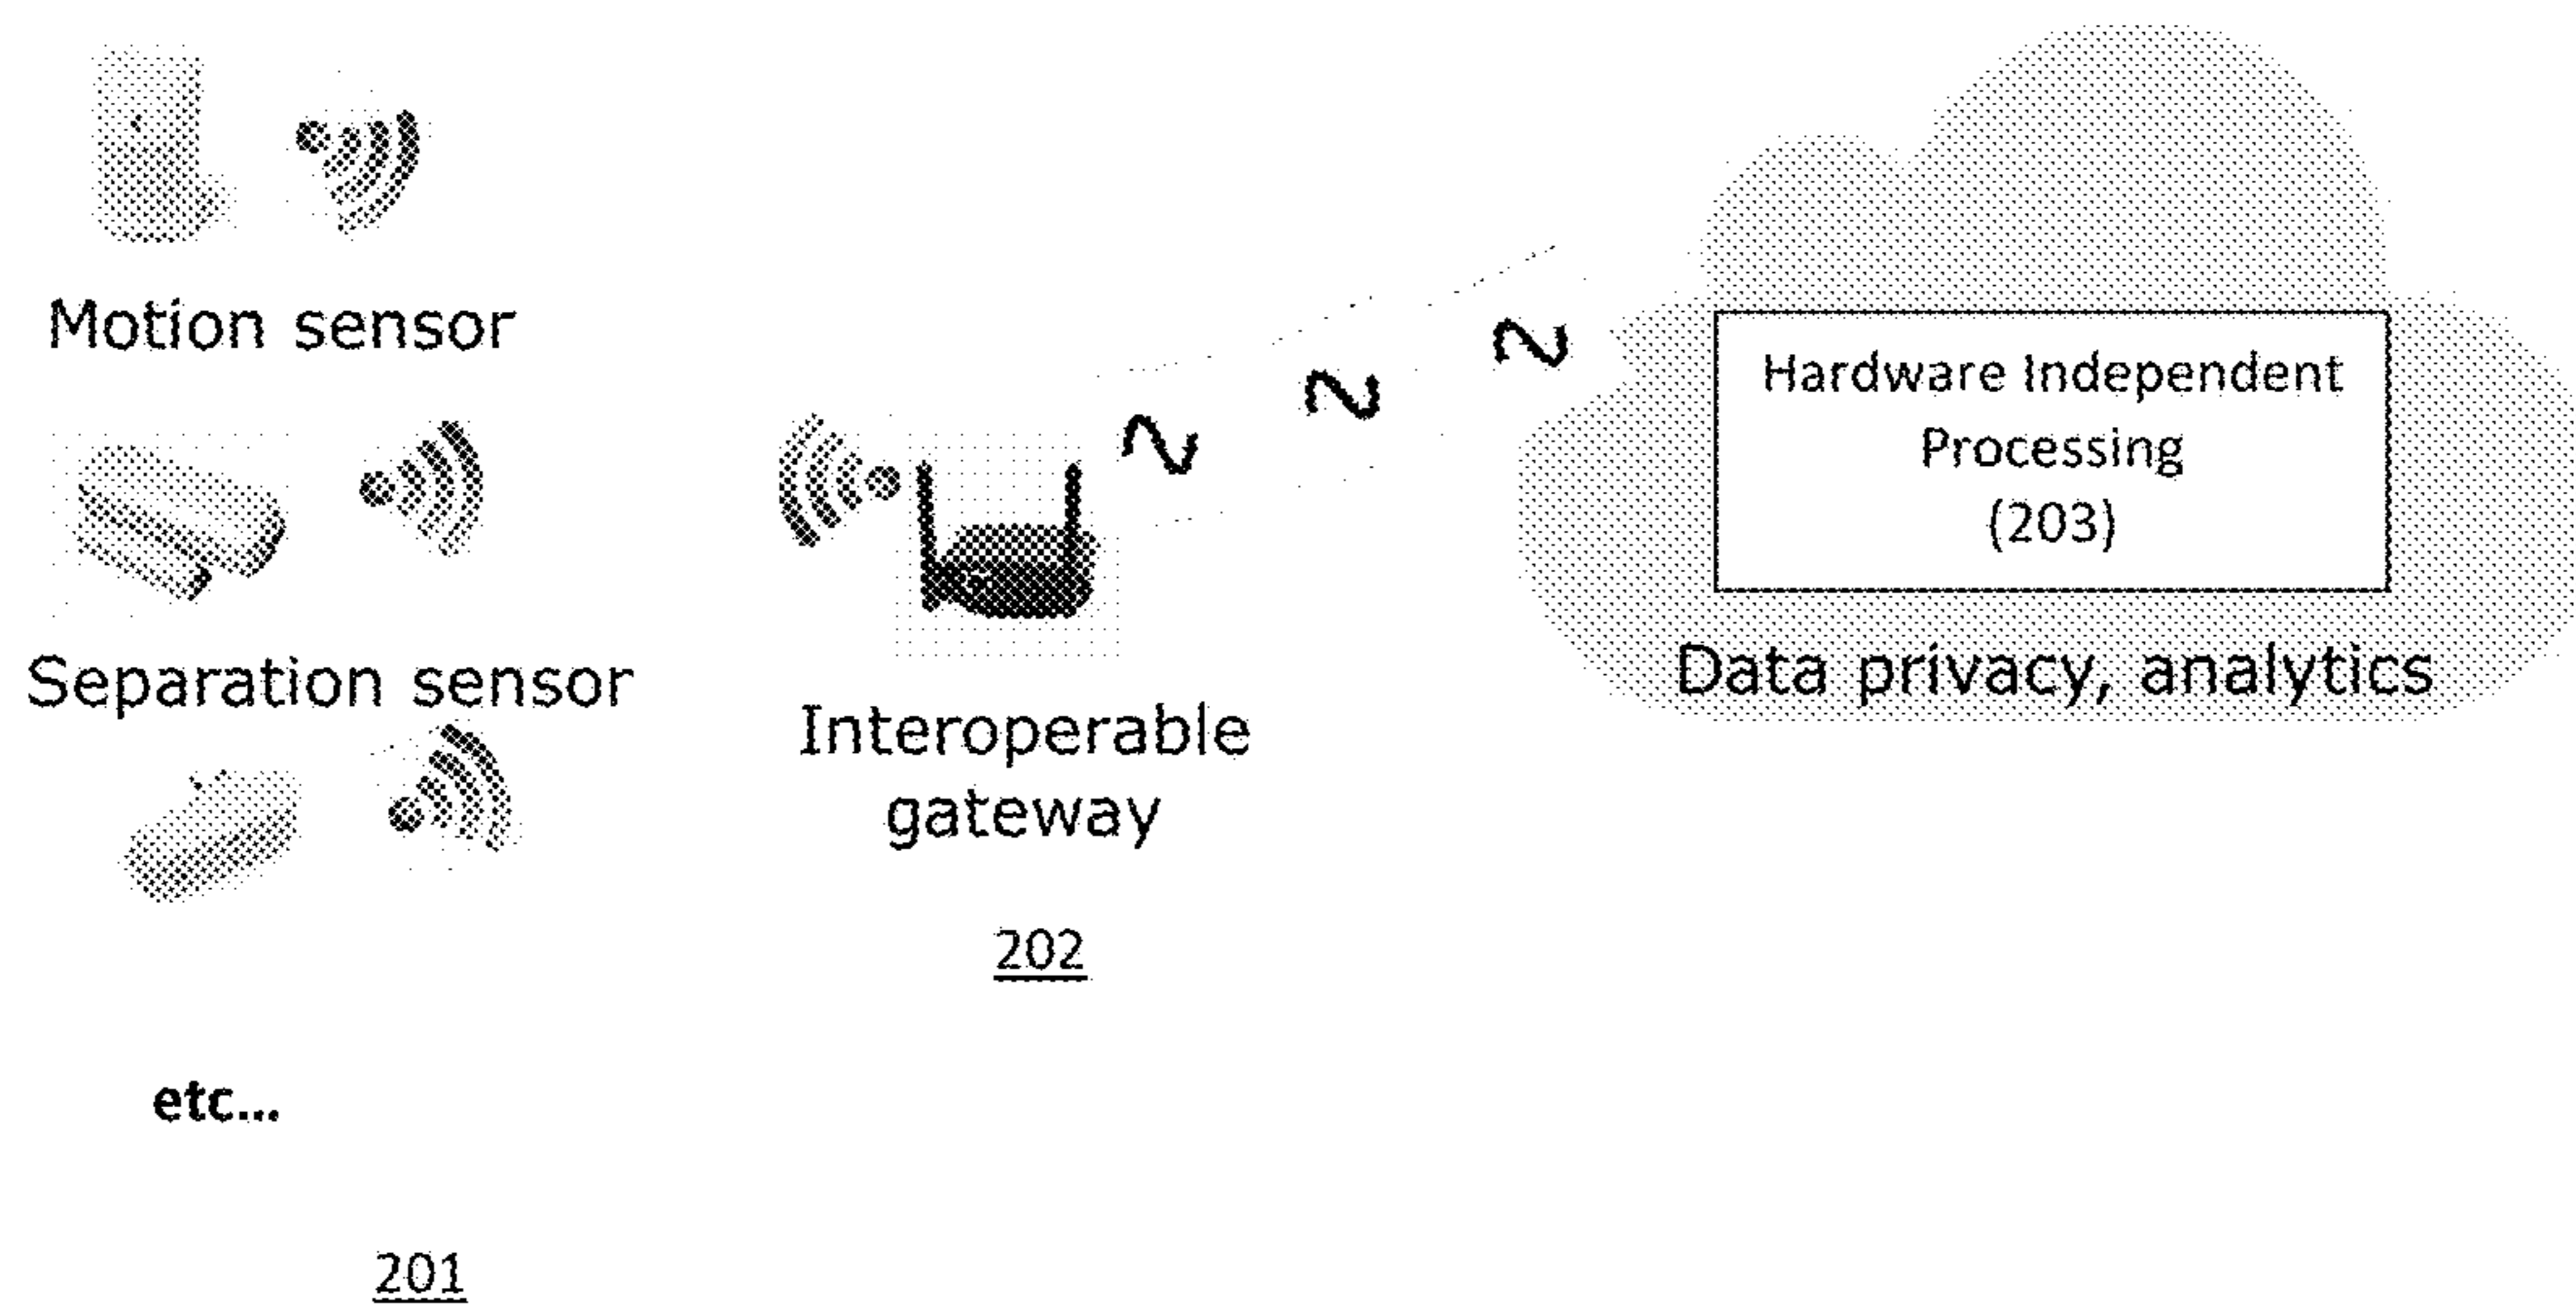 Motion sensor
Separation sensor
etc...
201
Interoperable
gateway
202
Hardware Independent
Processing
(203)
Data privacy, analytics